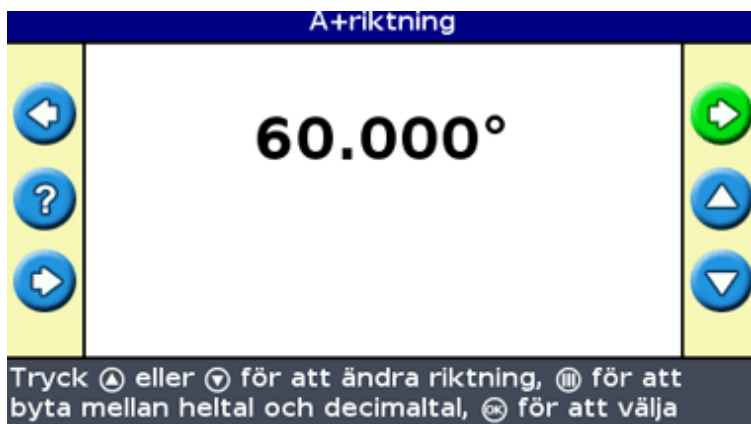 A+riktning
60.000°
?
Tryck eller för att ändra riktning, för att
byta mellan heltal och decimaltal, OK för att välja